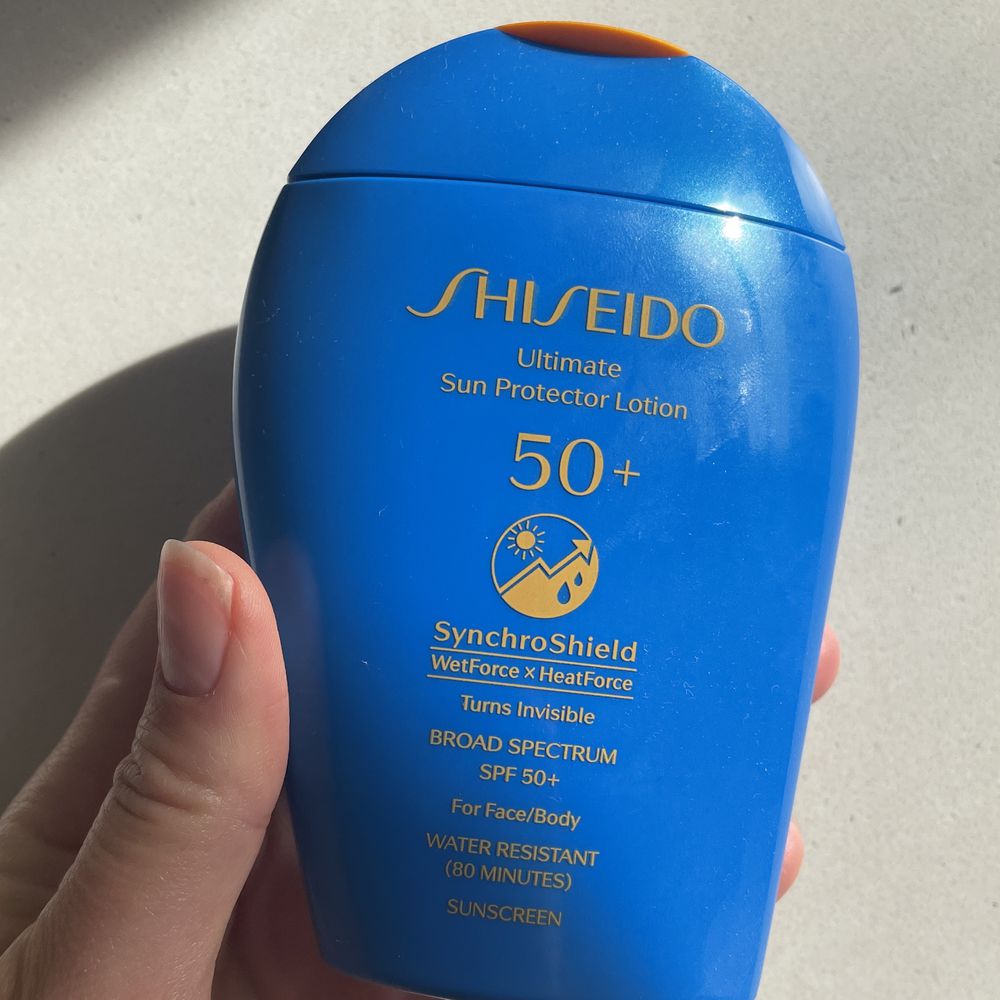 SHISEIDO
Ultimate
Sun Protector Lotion
50+
SynchroShield
WetForce × HeatForce
Turns Invisible
BROAD SPECTRUM
SPF 50+
For Face/Body
WATER RESISTANT
(80 MINUTES)
SUNSCREEN